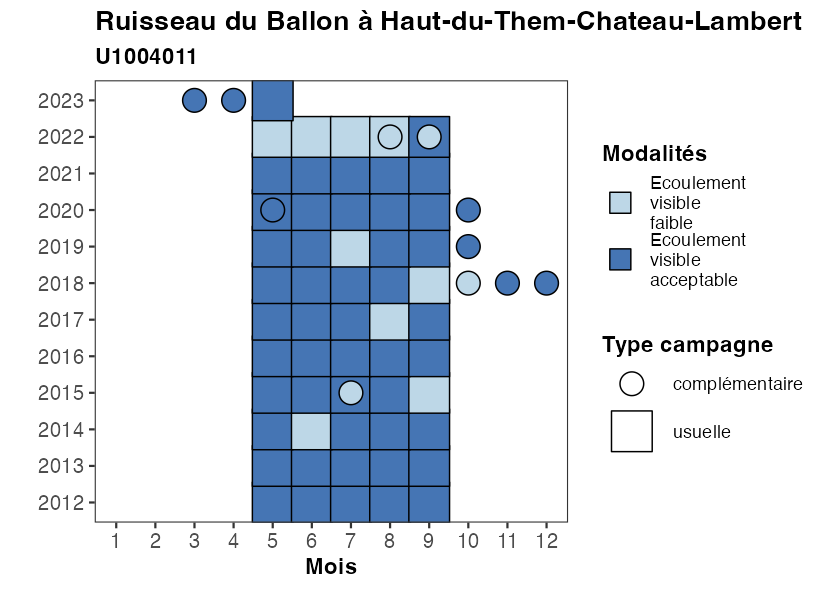 Ruisseau du Ballon à Haut-du-Them-Chateau-Lambert
U1004011
2023
2022
2021
2020
2019
2018
2017
2016
2015
2014
2013
2012
1 2 3 4 5 6 7 8 9 10 11 12
Mois
Modalités
Ecoulement
visible
faible
Ecoulement
visible
acceptable
Type campagne
complémentaire
usuelle